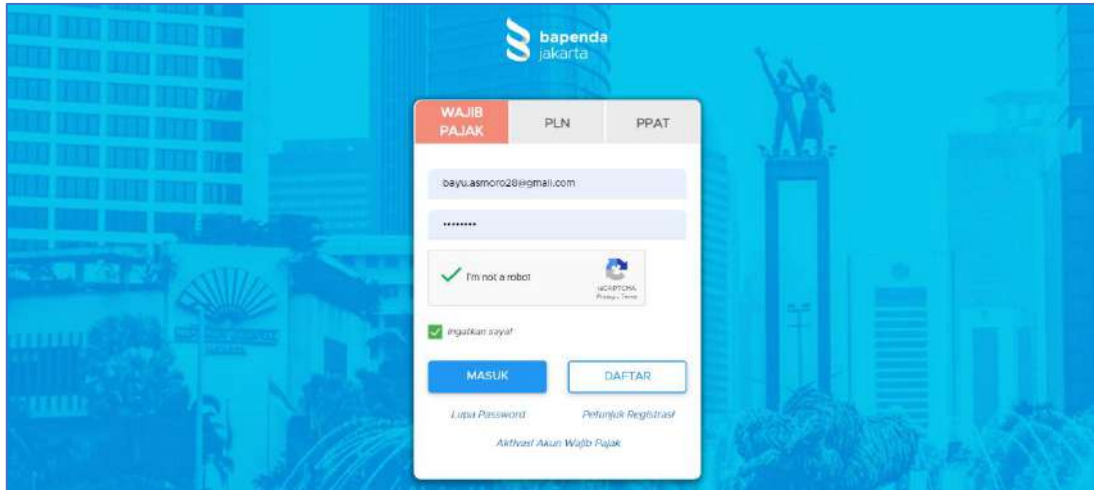 bapenda
jakarta
WAJIB
PAJAK
PLN
PPAT
bayu.asmoro28@gmail.com
••••••••
I'm not a robot
reCAPTCHA
Privacy - Terms
Ingatkan saya!
MASUK
DAFTAR
Lupa Password
Petunjuk Registrasi
Aktivasi Akun Wajib Pajak